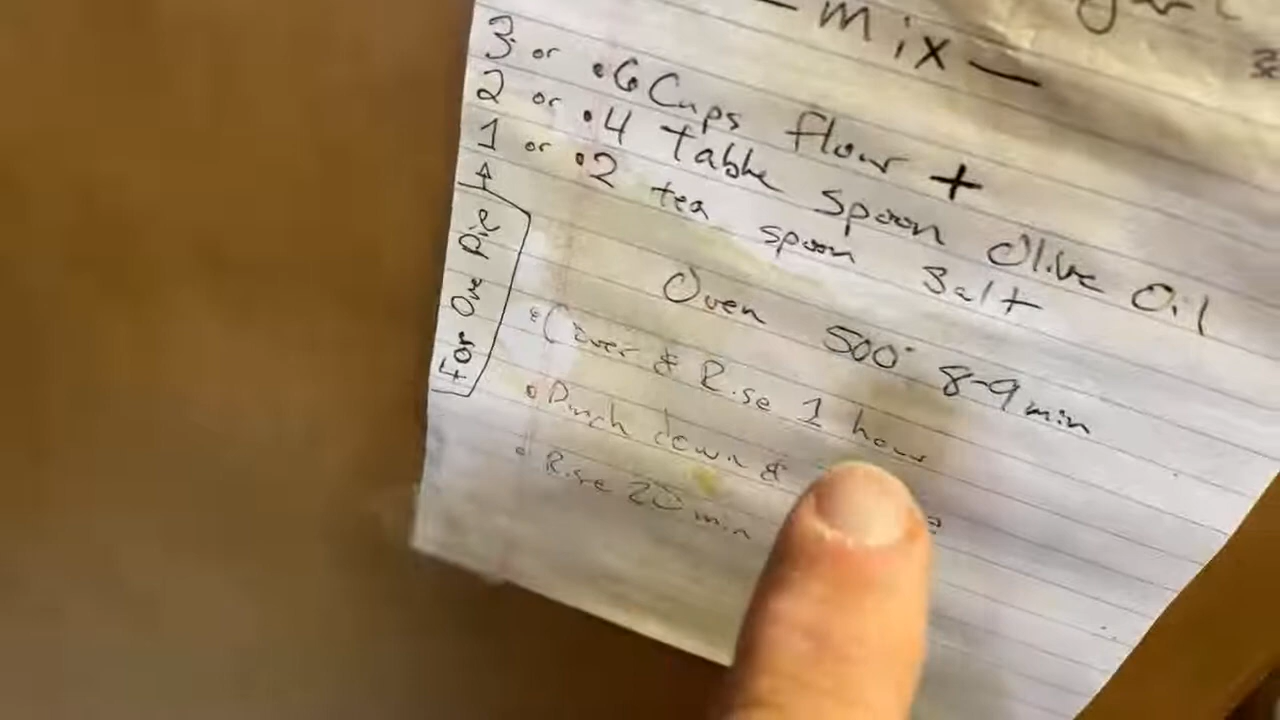 — mix —
3 or .6 Cups flour +
2 or .4 table spoon Olive Oil
1 or .2 tea spoon Salt
For One Pie
Oven 500° 8-9 min
Cover & Rise 1 hour
Punch down &
Rise 20 min